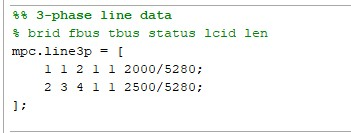 %% 3-phase line data
% brid fbus tbus status lcid len
mpc.line3p = [
1 1 2 1 1 2000/5280;
2 3 4 1 1 2500/5280;
];